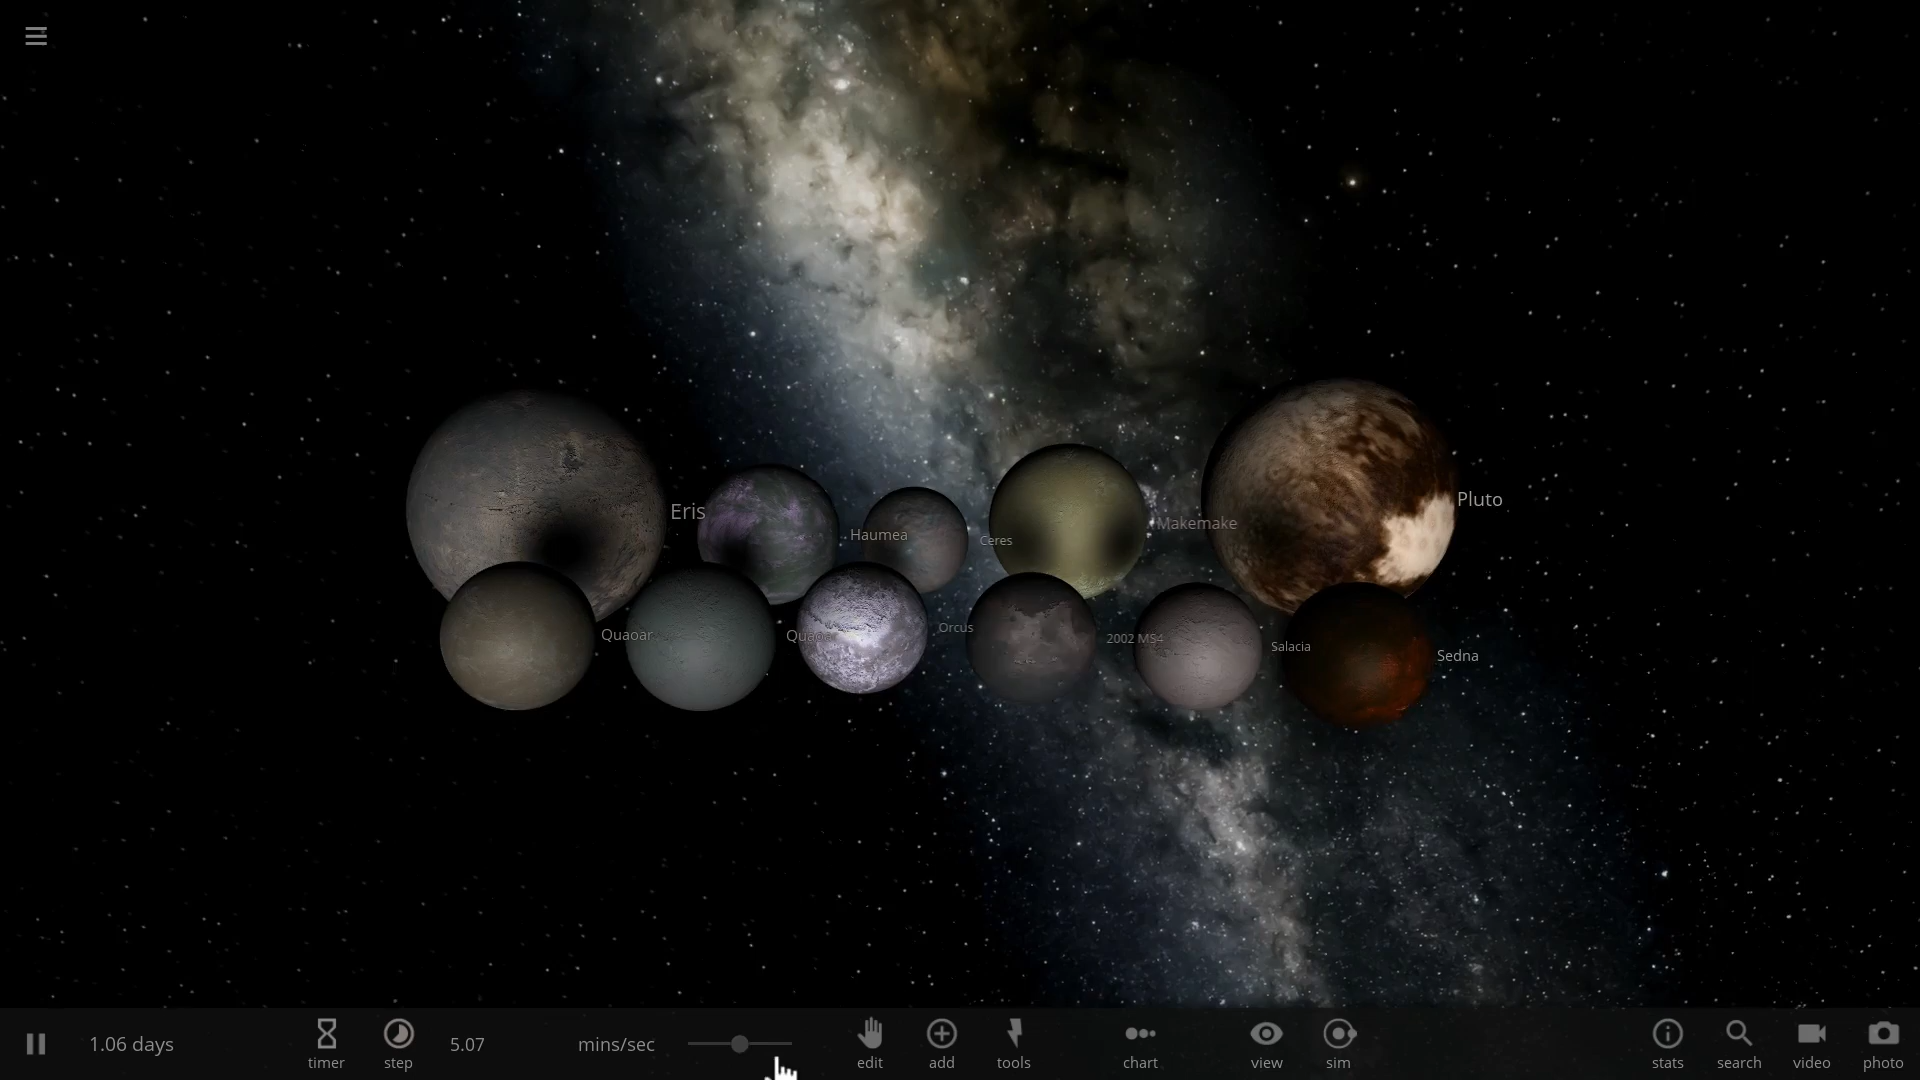 Eris
Haumea
Ceres
Makemake
Pluto
Quaoar
Quaoar
Orcus
2002 MS4
Salacia
Sedna
1.06 days
timer
step
5.07
mins/sec
edit
add
tools
chart
view
sim
stats
search
video
photo